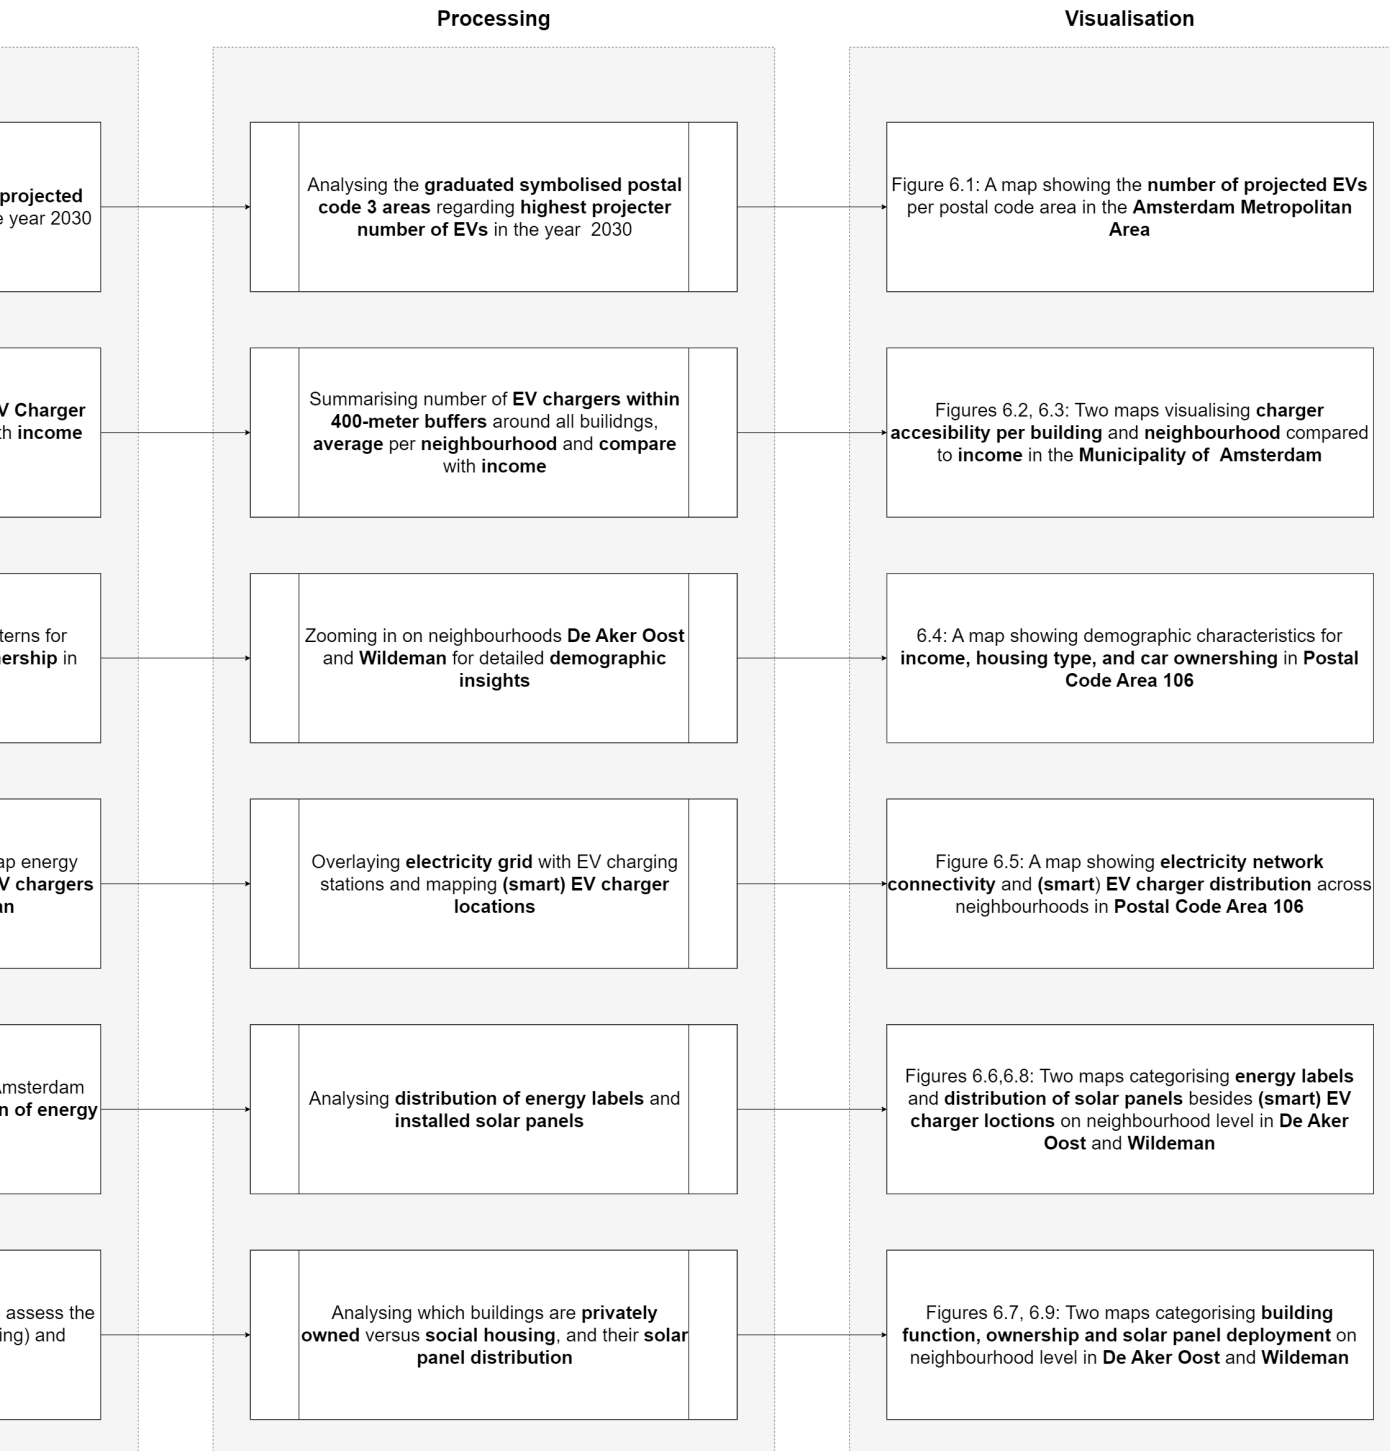 Processing
Visualisation
projected
year 2030
Analysing the graduated symbolised postal
code 3 areas regarding highest projecter
number of EVs in the year 2030
Figure 6.1: A map showing the number of projected EVs
per postal code area in the Amsterdam Metropolitan
Area
Charger
income
Summarising number of EV chargers within
400-meter buffers around all builidngs,
average per neighbourhood and compare
with income
Figures 6.2, 6.3: Two maps visualising charger
accesibility per building and neighbourhood compared
to income in the Municipality of Amsterdam
for
in
Zooming in on neighbourhoods De Aker Oost
and Wildeman for detailed demographic
insights
6.4: A map showing demographic characteristics for
income, housing type, and car ownershing in Postal
Code Area 106
energy
chargers
Overlaying electricity grid with EV charging
stations and mapping (smart) EV charger
locations
Figure 6.5: A map showing electricity network
connectivity and (smart) EV charger distribution across
neighbourhoods in Postal Code Area 106
Amsterdam
of energy
Analysing distribution of energy labels and
installed solar panels
Figures 6.6,6.8: Two maps categorising energy labels
and distribution of solar panels besides (smart) EV
charger loctions on neighbourhood level in De Aker
Oost and Wildeman
assess the
and
Analysing which buildings are privately
owned versus social housing, and their solar
panel distribution
Figures 6.7, 6.9: Two maps categorising building
function, ownership and solar panel deployment on
neighbourhood level in De Aker Oost and Wildeman